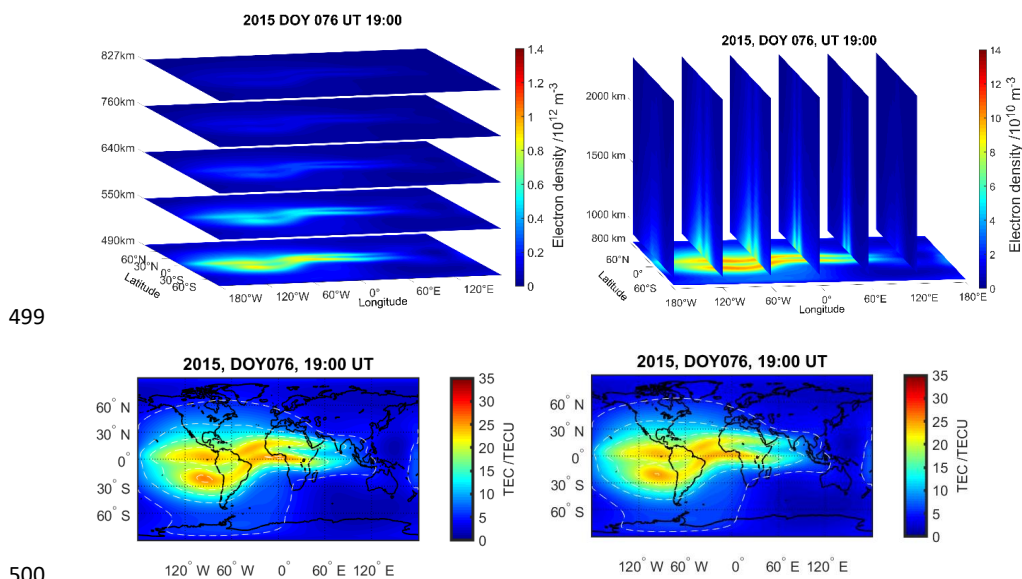 2015 DOY 076 UT 19:00
827km
760km
640km
550km
490km
60°N
30°N
0°
30°S
60°S
Latitude
180°W
120°W
60°W
0°
60°E
120°E
Longitude
1.4
1.2
1
0.8
0.6
0.4
0.2
0
Electron density /10¹² m⁻³
2015, DOY 076, UT 19:00
2000 km
1500 km
1000 km
800 km
60°N
0°
60°S
Latitude
180°W
120°W
60°W
0°
60°E
120°E
180°E
Longitude
14
12
10
8
6
4
2
0
Electron density /10¹⁰ m⁻³
499
2015, DOY076, 19:00 UT
60° N
30° N
0°
30° S
60° S
120° W 60° W 0° 60° E 120° E
35
30
25
20
15
10
5
0
TEC /TECU
2015, DOY076, 19:00 UT
60° N
30° N
0°
30° S
60° S
120° W 60° W 0° 60° E 120° E
35
30
25
20
15
10
5
0
TEC /TECU
500